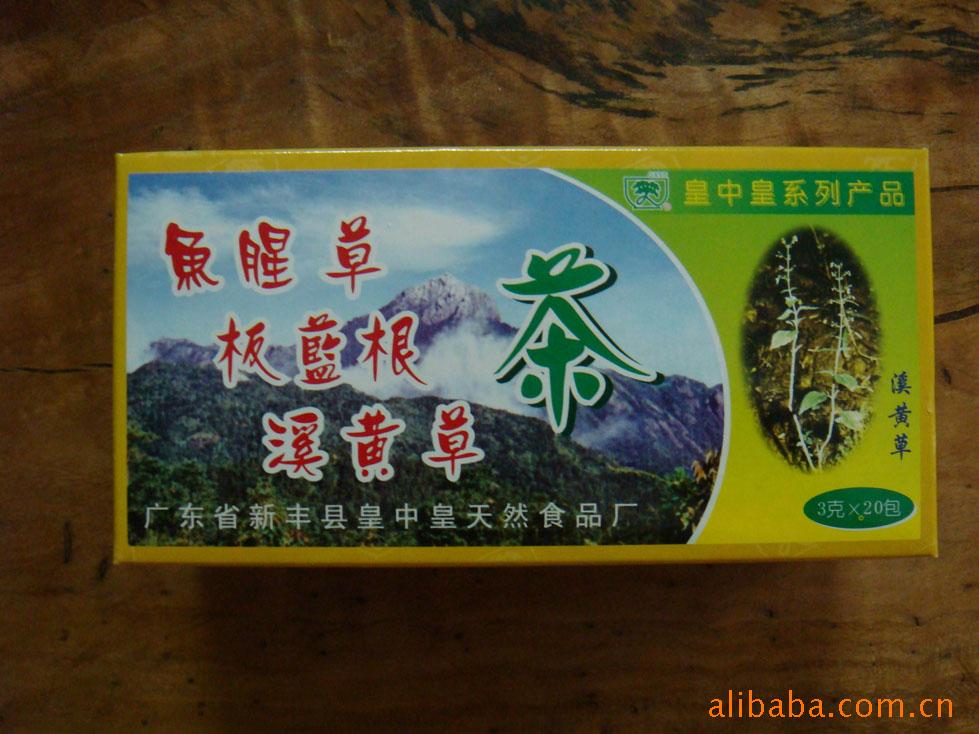 皇中皇系列产品
魚腥草
板藍根
溪黄草
茶
溪黄草
3克×20包
广东省新丰县皇中皇天然食品厂
alibaba.com.cn